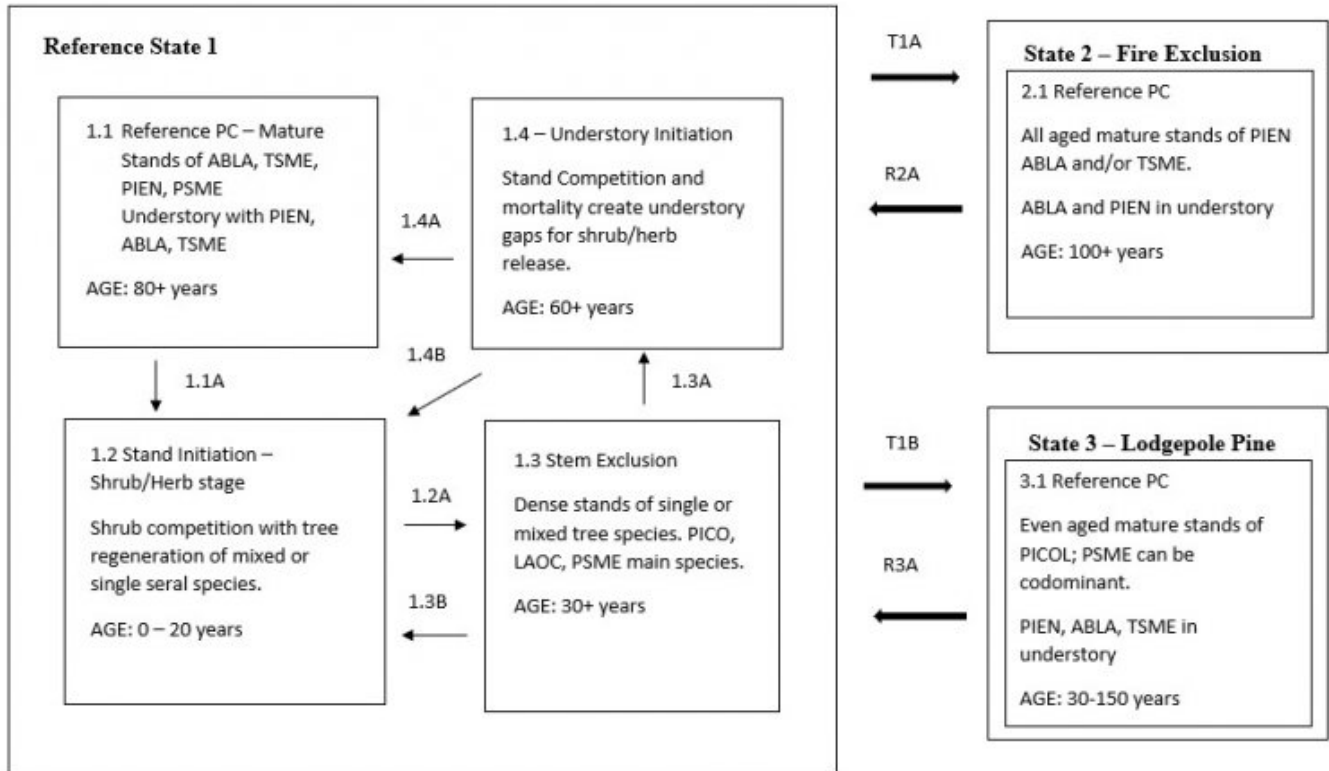 Reference State 1
1.1 Reference PC – Mature
Stands of ABLA, TSME,
PIEN, PSME
Understory with PIEN,
ABLA, TSME
AGE: 80+ years
1.4A
1.4 – Understory Initiation
Stand Competition and
mortality create understory
gaps for shrub/herb
release.
AGE: 60+ years
1.1A
1.4B
1.3A
1.2 Stand Initiation –
Shrub/Herb stage
Shrub competition with tree
regeneration of mixed or
single seral species.
AGE: 0 – 20 years
1.2A
1.3B
1.3 Stem Exclusion
Dense stands of single or
mixed tree species. PICO,
LAOC, PSME main species.
AGE: 30+ years
T1A
R2A
State 2 – Fire Exclusion
2.1 Reference PC
All aged mature stands of PIEN
ABLA and/or TSME.
ABLA and PIEN in understory
AGE: 100+ years
T1B
R3A
State 3 – Lodgepole Pine
3.1 Reference PC
Even aged mature stands of
PICOL; PSME can be
codominant.
PIEN, ABLA, TSME in
understory
AGE: 30-150 years